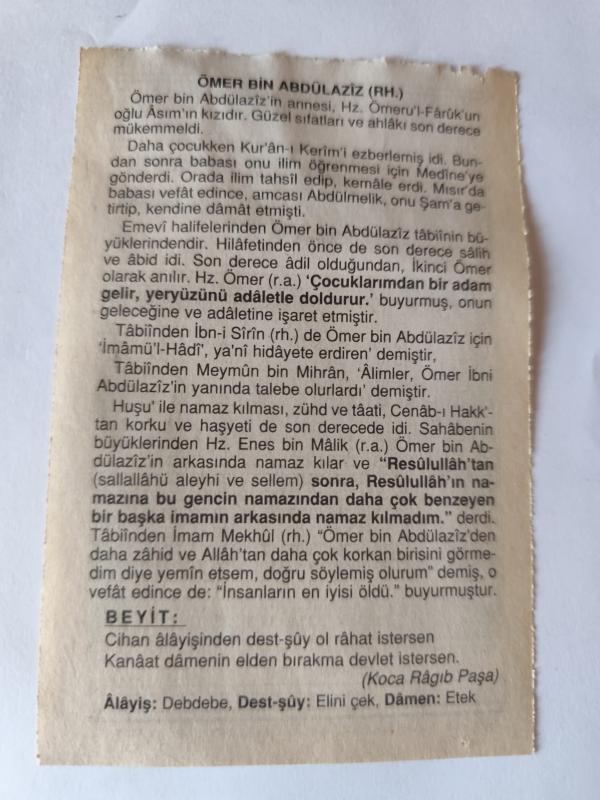 ÖMER BİN ABDÜLAZÎZ (RH.)
Ömer bin Abdülazîz'in annesi, Hz. Ömeru'l-Fârûk'un
oğlu Âsım'ın kızıdır. Güzel sıfatları ve ahlâkı son derece
mükemmeldi.
Daha çocukken Kur'ân-ı Kerîm'i ezberlemiş idi. Bun-
dan sonra babası onu ilim öğrenmesi için Medîne'ye
gönderdi. Orada ilim tahsîl edip, kemâle erdi. Mısır'da
babası vefât edince, amcası Abdülmelik, onu Şam'a ge-
tirtip, kendine dâmât etmişti.
Emevî halifelerinden Ömer bin Abdülazîz tâbiînin bü-
yüklerindendir. Hilâfetinden önce de son derece sâlih
ve âbid idi. Son derece âdil olduğundan, İkinci Ömer
olarak anılır. Hz. Ömer (r.a.) 'Çocuklarımdan bir adam
gelir, yeryüzünü adâletle doldurur.' buyurmuş, onun
geleceğine ve adâletine işaret etmiştir.
Tâbiînden İbn-i Sîrîn (rh.) de Ömer bin Abdülazîz için
'İmâmü'l-Hâdî', ya'nî hidâyete erdiren' demiştir,
Tâbiînden Meymûn bin Mihrân, 'Âlimler, Ömer İbni
Abdülazîz'in yanında talebe olurlardı' demiştir.
Huşu' ile namaz kılması, zühd ve tâati, Cenâb-ı Hakk'-
tan korku ve haşyeti de son derecede idi. Sahâbenin
büyüklerinden Hz. Enes bin Mâlik (r.a.) Ömer bin Ab-
dülazîz'in arkasında namaz kılar ve "Resûlullâh'tan
(sallallâhü aleyhi ve sellem) sonra, Resûlullâh'ın na-
mazına bu gencin namazından daha çok benzeyen
bir başka imamın arkasında namaz kılmadım." derdi.
Tâbiînden İmam Mekhûl (rh.) "Ömer bin Abdülazîz'den
daha zâhid ve Allâh'tan daha çok korkan birisini görme-
dim diye yemîn etsem, doğru söylemiş olurum" demiş, o
vefât edince de: "İnsanların en iyisi öldü." buyurmuştur.
BEYİT:
Cihan âlâyişinden dest-şûy ol râhat istersen
Kanâat dâmenin elden bırakma devlet istersen.
(Koca Râgıb Paşa)
Âlâyiş: Debdebe, Dest-şûy: Elini çek, Dâmen: Etek